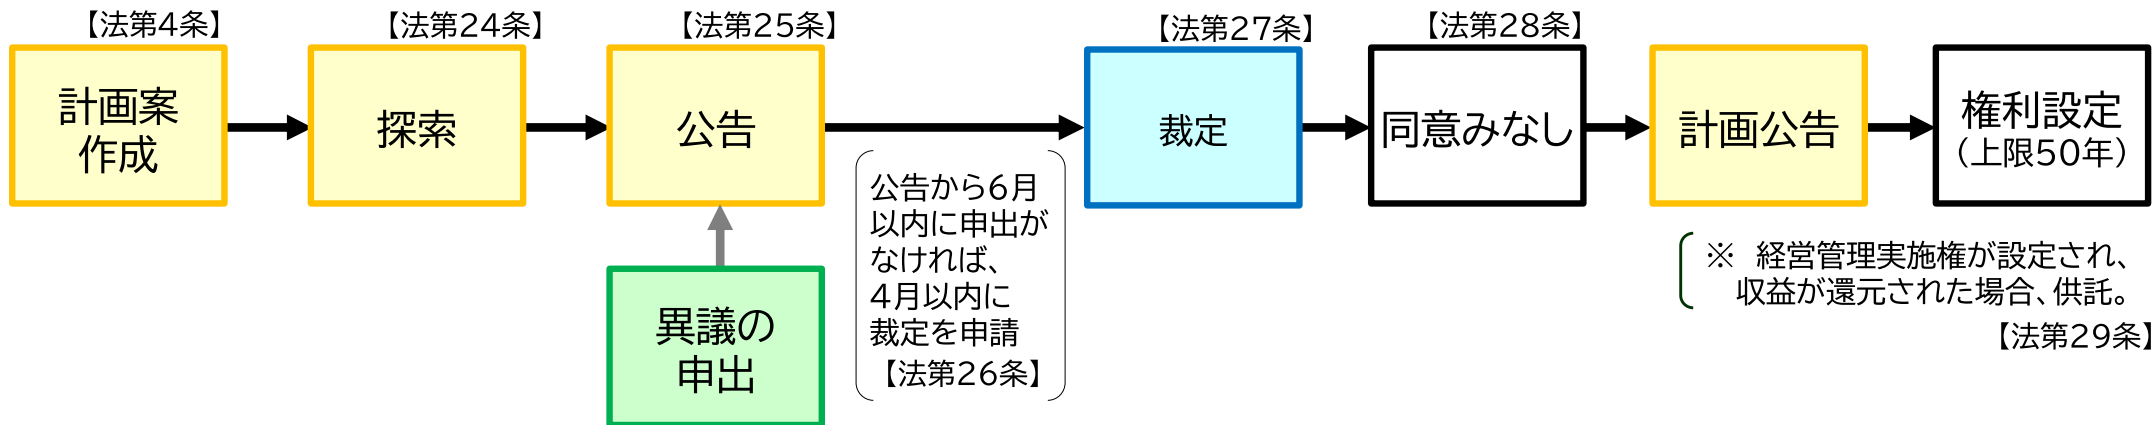 【法第4条】
計画案
作成
【法第24条】
探索
【法第25条】
公告
異議の
申出
公告から6月
以内に申出が
なければ、
4月以内に
裁定を申請
【法第26条】
【法第27条】
裁定
【法第28条】
同意みなし
計画公告
権利設定
（上限50年）
※ 経営管理実施権が設定され、
収益が還元された場合、供託。
【法第29条】